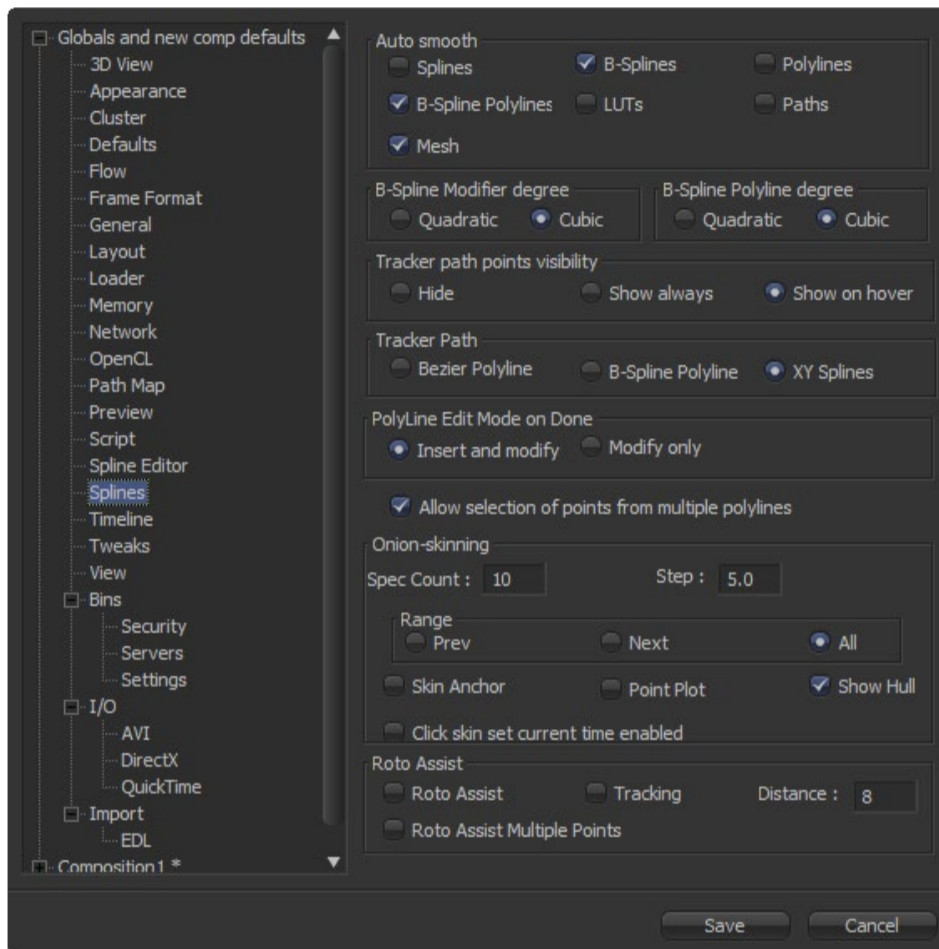 Globals and new comp defaults
3D View
Appearance
Cluster
Defaults
Flow
Frame Format
General
Layout
Loader
Memory
Network
OpenCL
Path Map
Preview
Script
Spline Editor
Splines
Timeline
Tweaks
View
Bins
Security
Servers
Settings
I/O
AVI
DirectX
QuickTime
Import
EDL
Composition1 *
Auto smooth
Splines B-Splines Polylines
B-Spline Polylines LUTs Paths
Mesh
B-Spline Modifier degree B-Spline Polyline degree
Quadratic Cubic Quadratic Cubic
Tracker path points visibility
Hide Show always Show on hover
Tracker Path
Bezier Polyline B-Spline Polyline XY Splines
PolyLine Edit Mode on Done
Insert and modify Modify only
Allow selection of points from multiple polylines
Onion-skinning
Spec Count : 10 Step : 5.0
Range
Prev Next All
Skin Anchor Point Plot Show Hull
Click skin set current time enabled
Roto Assist
Roto Assist Tracking Distance : 8
Roto Assist Multiple Points
Save Cancel